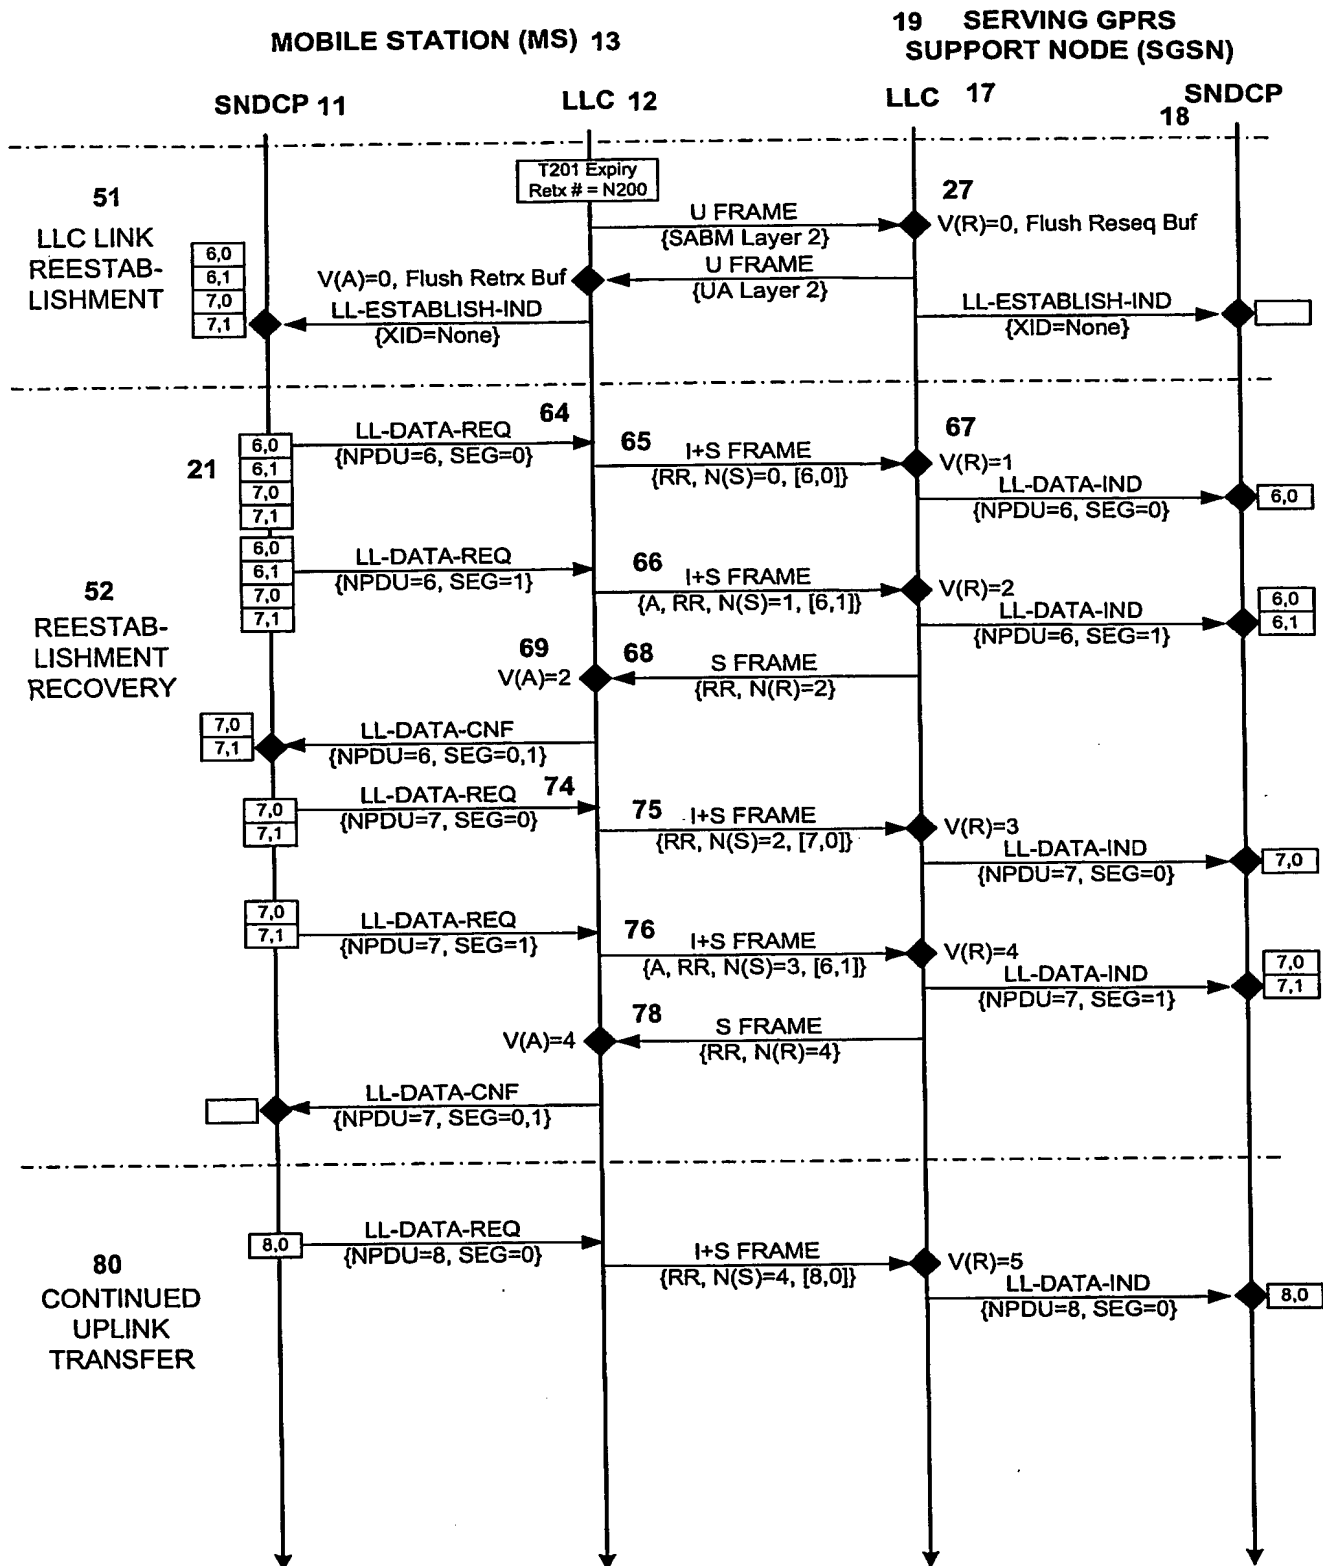 MOBILE STATION (MS) 13
19 SERVING GPRS
SUPPORT NODE (SGSN)
SNDCP 11
LLC 12
LLC 17
SNDCP
18
T201 Expiry
Retx # = N200
51
LLC LINK
REESTAB-
LISHMENT
6,0
6,1
7,0
7,1
U FRAME
{SABM Layer 2}
27
V(R)=0, Flush Reseq Buf
V(A)=0, Flush Retrx Buf
U FRAME
{UA Layer 2}
LL-ESTABLISH-IND
{XID=None}
LL-ESTABLISH-IND
{XID=None}
21
6,0
6,1
7,0
7,1
LL-DATA-REQ
{NPDU=6, SEG=0}
64
65
I+S FRAME
{RR, N(S)=0, [6,0]}
67
V(R)=1
LL-DATA-IND
{NPDU=6, SEG=0}
6,0
52
REESTAB-
LISHMENT
RECOVERY
6,0
6,1
7,0
7,1
LL-DATA-REQ
{NPDU=6, SEG=1}
66
I+S FRAME
{A, RR, N(S)=1, [6,1]}
V(R)=2
LL-DATA-IND
{NPDU=6, SEG=1}
6,0
6,1
69
V(A)=2
68
S FRAME
{RR, N(R)=2}
7,0
7,1
LL-DATA-CNF
{NPDU=6, SEG=0,1}
7,0
7,1
LL-DATA-REQ
{NPDU=7, SEG=0}
74
75
I+S FRAME
{RR, N(S)=2, [7,0]}
V(R)=3
LL-DATA-IND
{NPDU=7, SEG=0}
7,0
7,0
7,1
LL-DATA-REQ
{NPDU=7, SEG=1}
76
I+S FRAME
{A, RR, N(S)=3, [6,1]}
V(R)=4
LL-DATA-IND
{NPDU=7, SEG=1}
7,0
7,1
V(A)=4
78
S FRAME
{RR, N(R)=4}
LL-DATA-CNF
{NPDU=7, SEG=0,1}
80
CONTINUED
UPLINK
TRANSFER
8,0
LL-DATA-REQ
{NPDU=8, SEG=0}
I+S FRAME
{RR, N(S)=4, [8,0]}
V(R)=5
LL-DATA-IND
{NPDU=8, SEG=0}
8,0